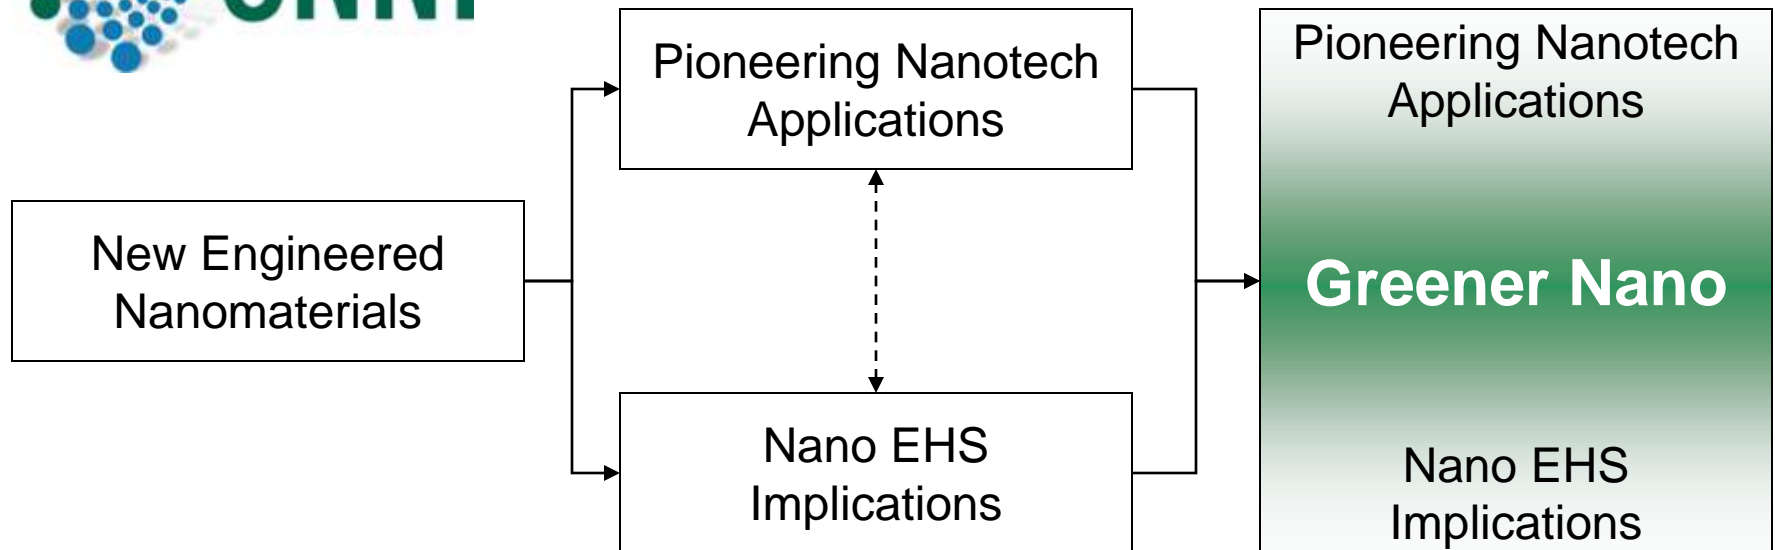 Pioneering Nanotech
Applications
New Engineered
Nanomaterials
Nano EHS
Implications
Pioneering Nanotech
Applications
Greener Nano
Nano EHS
Implications